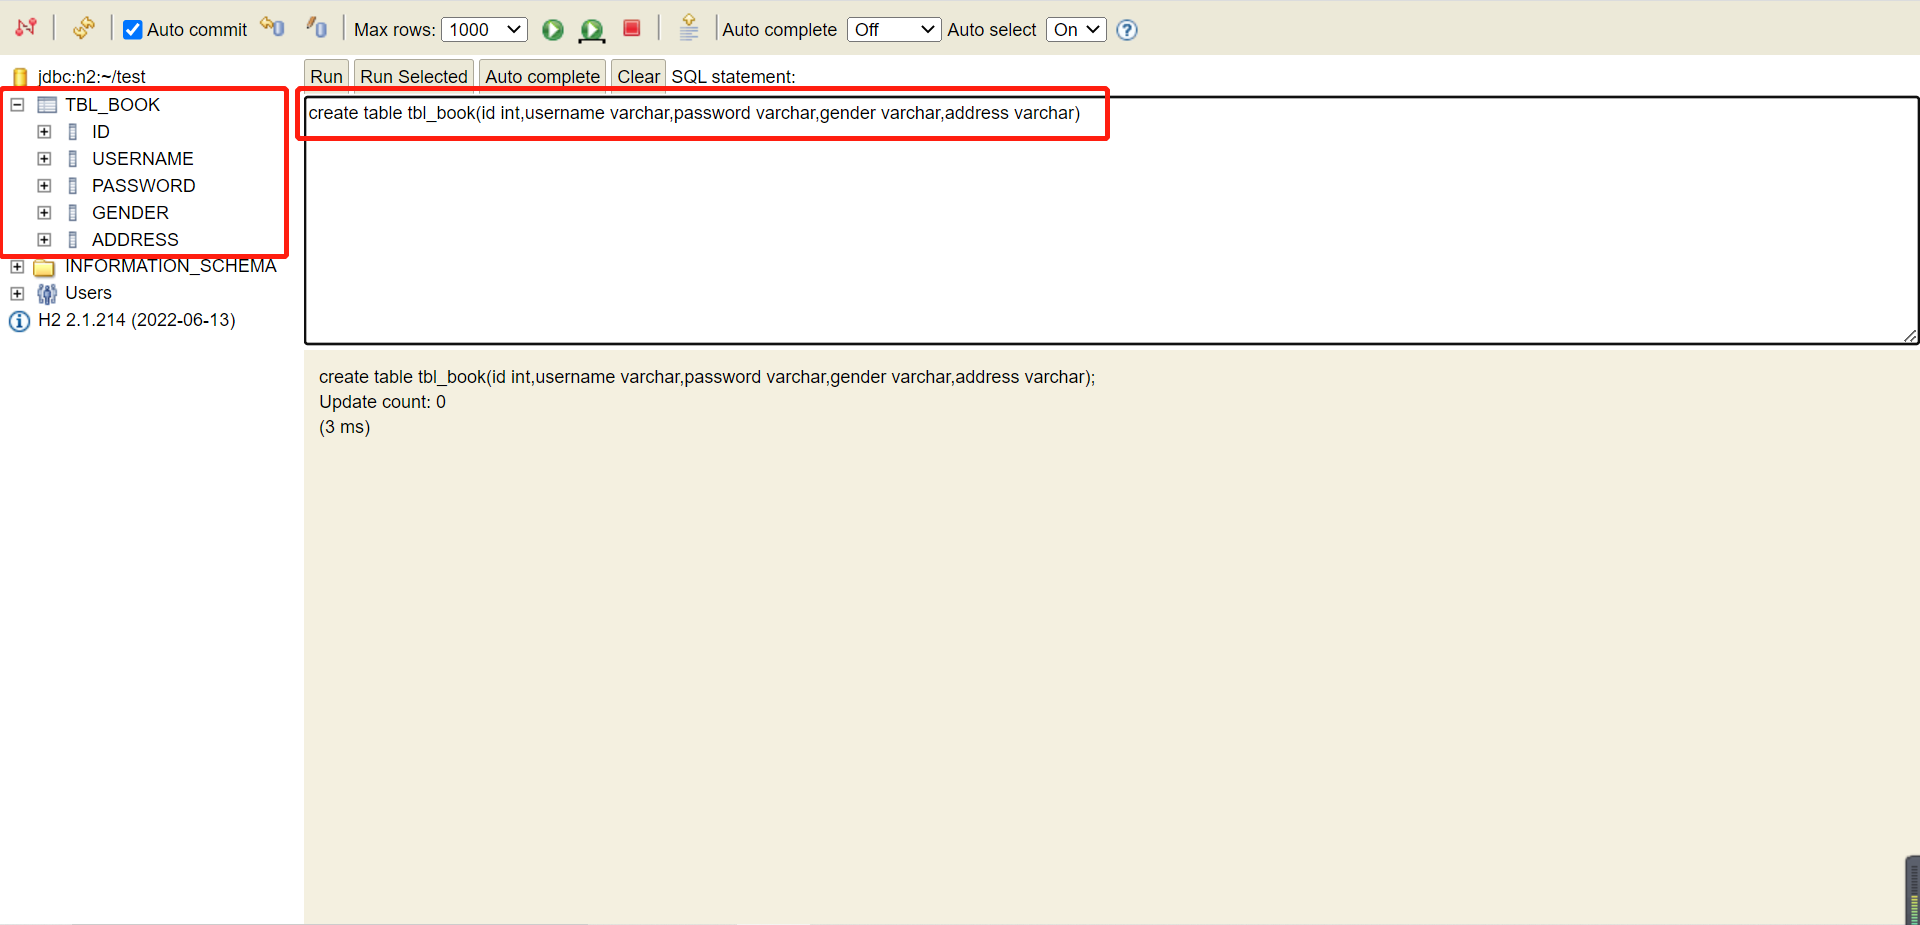 Auto commit Max rows: 1000 Auto complete Off Auto select On
jdbc:h2:~/test
TBL_BOOK
ID
USERNAME
PASSWORD
GENDER
ADDRESS
INFORMATION_SCHEMA
Users
H2 2.1.214 (2022-06-13)
Run Run Selected Auto complete Clear SQL statement:
create table tbl_book(id int,username varchar,password varchar,gender varchar,address varchar)
create table tbl_book(id int,username varchar,password varchar,gender varchar,address varchar);
Update count: 0
(3 ms)